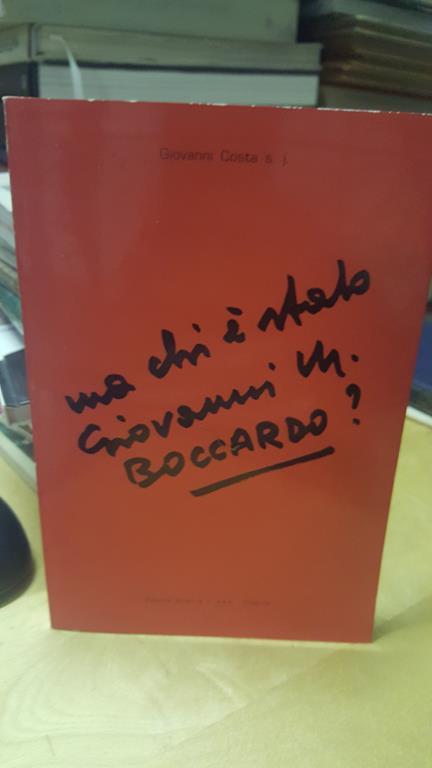 Giovanni Costa s. j.
ma chi è stato
Giovanni M.
BOCCARDO?